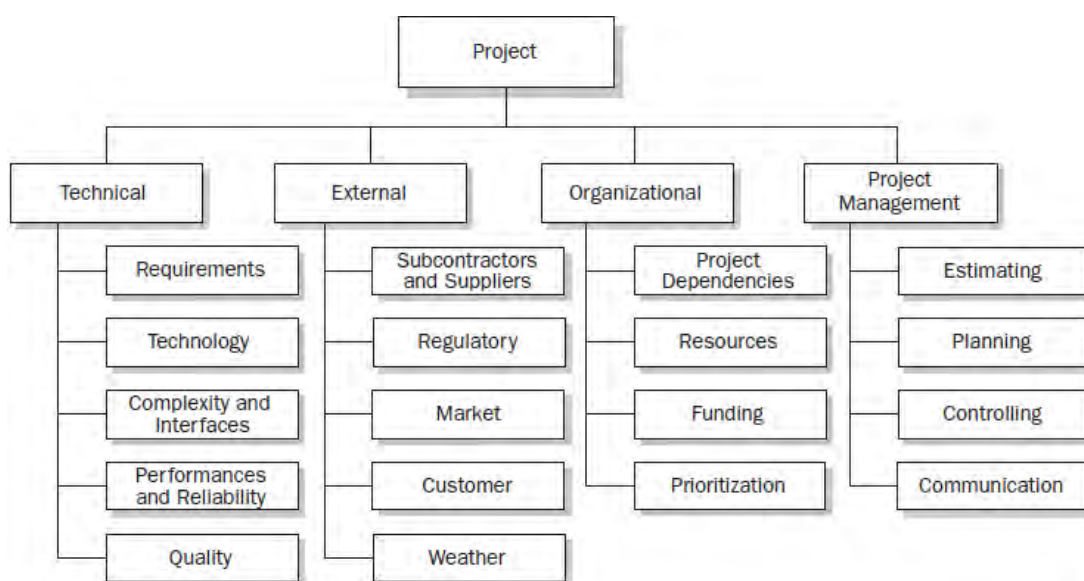 Project
Technical
External
Organizational
Project
Management
Requirements
Subcontractors
and Suppliers
Project
Dependencies
Estimating
Technology
Regulatory
Resources
Planning
Complexity and
Interfaces
Market
Funding
Controlling
Performances
and Reliability
Customer
Prioritization
Communication
Quality
Weather